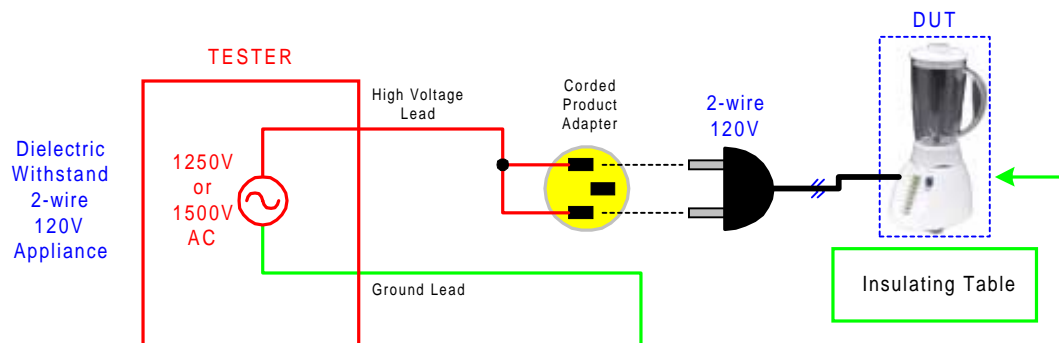 DUT
TESTER
High Voltage
Lead
Corded
Product
Adapter
2-wire
120V
Dielectric
Withstand
2-wire
120V
Appliance
1250V
or
1500V
AC
Ground Lead
Insulating Table